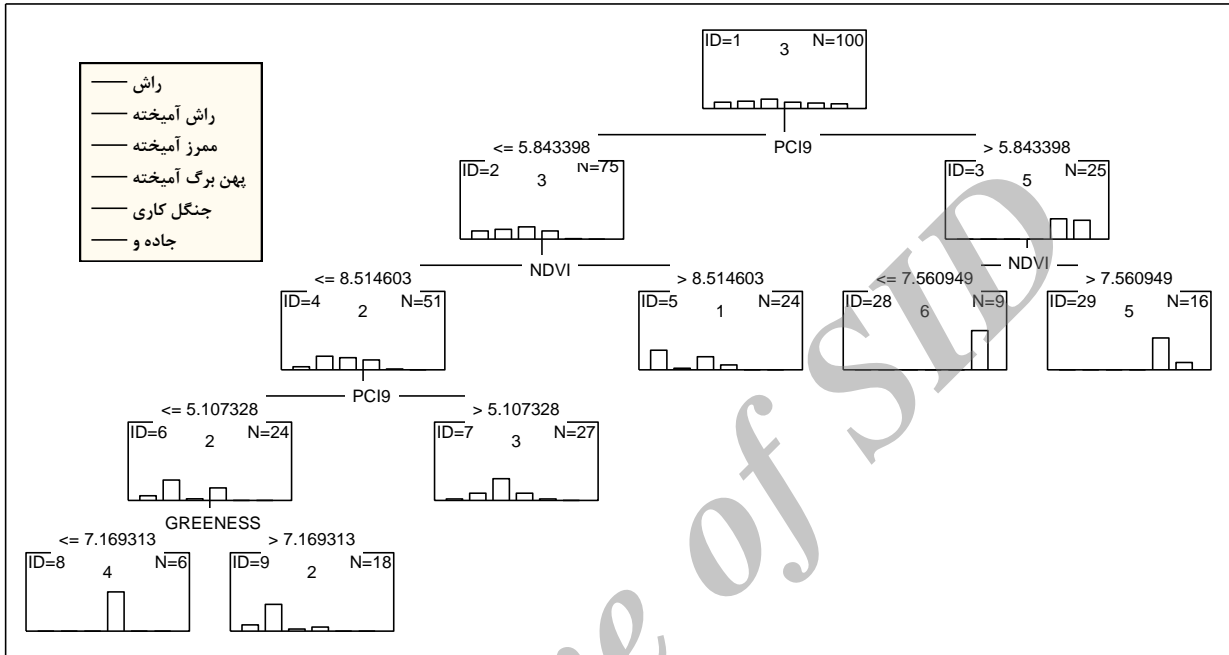 ID=1 N=100
3
راش
راش آمیخته
ممرز آمیخته
پهن برگ آمیخته
جنگل کاری
جاده و
PCI9
<= 5.843398 > 5.843398
ID=2 N=75
3
ID=3 N=25
5
NDVI
NDVI
<= 8.514603 > 8.514603
<= 7.560949 > 7.560949
ID=4 N=51
2
ID=5 N=24
1
ID=28 N=9
6
ID=29 N=16
5
PCI9
<= 5.107328 > 5.107328
ID=6 N=24
2
ID=7 N=27
3
GREENESS
<= 7.169313 > 7.169313
ID=8 N=6
4
ID=9 N=18
2
e of SID